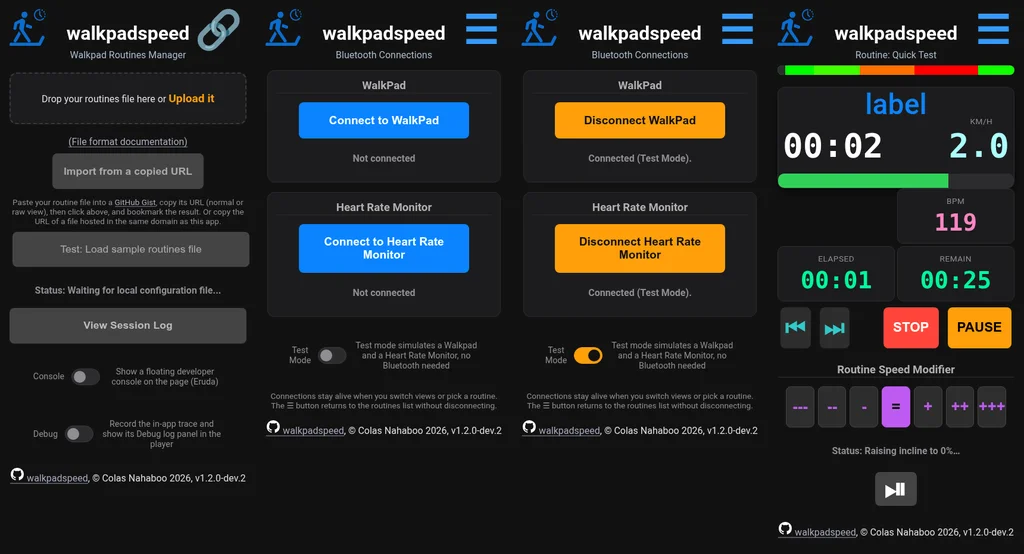 walkpadspeed
Walkpad Routines Manager
Drop your routines file here or Upload it
(File format documentation)
Import from a copied URL
Paste your routine file into a GitHub Gist, copy its URL (normal or
raw view), then click above, and bookmark the result. Or copy the
URL of a file hosted in the same domain as this app.
Test: Load sample routines file
Status: Waiting for local configuration file...
View Session Log
Console
Show a floating developer
console on the page (Eruda)
Debug
Record the in-app trace and
show its Debug log panel in the
player
walkpadspeed, © Colas Nahaboo 2026, v1.2.0-dev.2
walkpadspeed
Bluetooth Connections
WalkPad
Connect to WalkPad
Not connected
Heart Rate Monitor
Connect to Heart Rate
Monitor
Not connected
Test
Mode
Test mode simulates a Walkpad
and a Heart Rate Monitor, no
Bluetooth needed
Connections stay alive when you switch views or pick a routine.
The ☰ button returns to the routines list without disconnecting.
walkpadspeed, © Colas Nahaboo 2026, v1.2.0-dev.2
walkpadspeed
Bluetooth Connections
WalkPad
Disconnect WalkPad
Connected (Test Mode).
Heart Rate Monitor
Disconnect Heart Rate
Monitor
Connected (Test Mode).
Test
Mode
Test mode simulates a Walkpad
and a Heart Rate Monitor, no
Bluetooth needed
Connections stay alive when you switch views or pick a routine.
The ☰ button returns to the routines list without disconnecting.
walkpadspeed, © Colas Nahaboo 2026, v1.2.0-dev.2
walkpadspeed
Routine: Quick Test
label
KM/H
00:02 2.0
BPM
119
ELAPSED REMAIN
00:01 00:25
STOP PAUSE
Routine Speed Modifier
--- -- - = + ++ +++
Status: Raising incline to 0%…
walkpadspeed, © Colas Nahaboo 2026, v1.2.0-dev.2